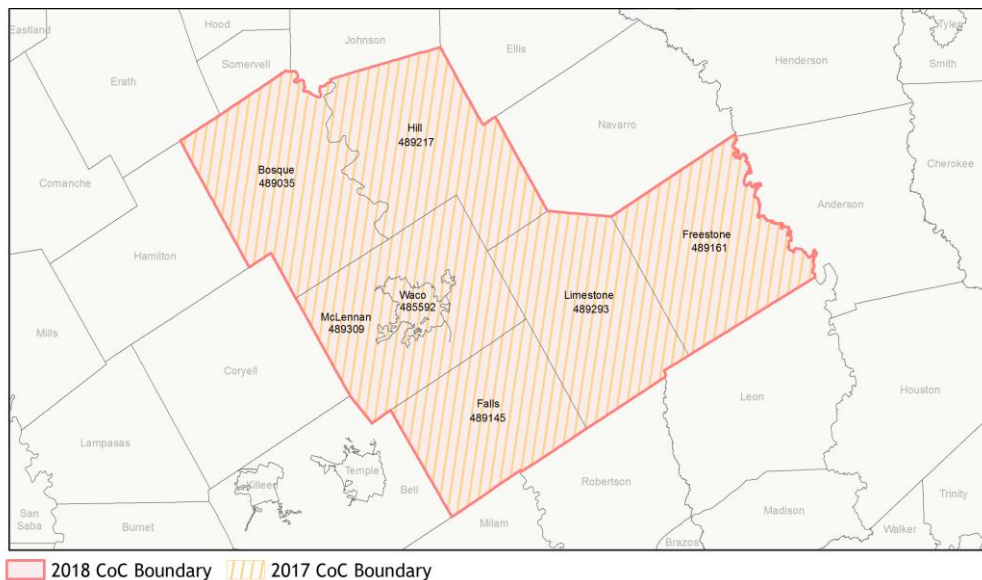 Eastland
Hood
Johnson
Ellis
Tyler
Erath
Somervell
Henderson
Smith
Navarro
Hill
489217
Bosque
489035
Cherokee
Comanche
Anderson
Freestone
489161
Hamilton
Waco
485592
Limestone
489293
McLennan
489309
Mills
Coryell
Houston
Leon
Falls
489145
Lampasas
Temple
Killeen
Bell
Robertson
Trinity
San
Saba
Burnet
Milam
Madison
Walker
Brazos
2018 CoC Boundary
2017 CoC Boundary